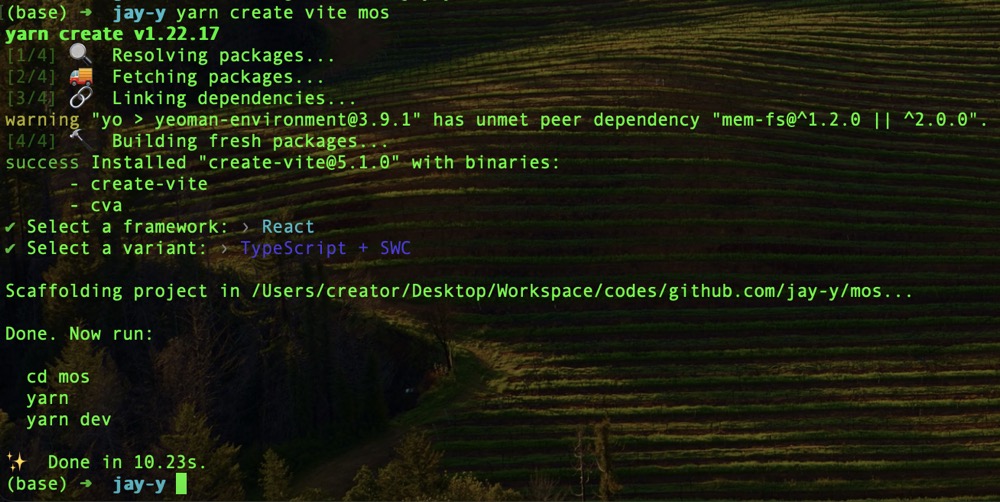 (base) ➜ jay-y yarn create vite mos
yarn create v1.22.17
[1/4] 🔍 Resolving packages...
[2/4] 🚚 Fetching packages...
[3/4] 🔗 Linking dependencies...
warning "yo > yeoman-environment@3.9.1" has unmet peer dependency "mem-fs@^1.2.0 || ^2.0.0".
[4/4] 🔨 Building fresh packages...
success Installed "create-vite@5.1.0" with binaries:
      - create-vite
      - cva
✔ Select a framework: › React
✔ Select a variant: › TypeScript + SWC
Scaffolding project in /Users/creator/Desktop/Workspace/codes/github.com/jay-y/mos...
Done. Now run:
  cd mos
  yarn
  yarn dev
✨ Done in 10.23s.
(base) ➜ jay-y